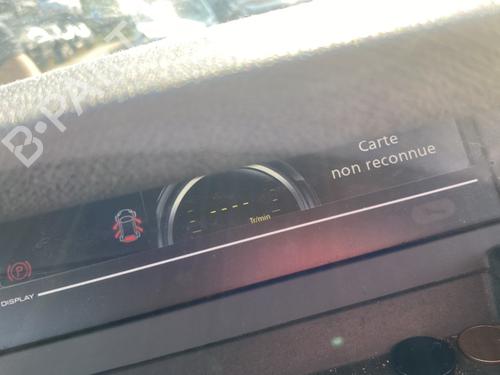 B-PARTS
Carte
non reconnue
Tr/min
P
DISPLAY